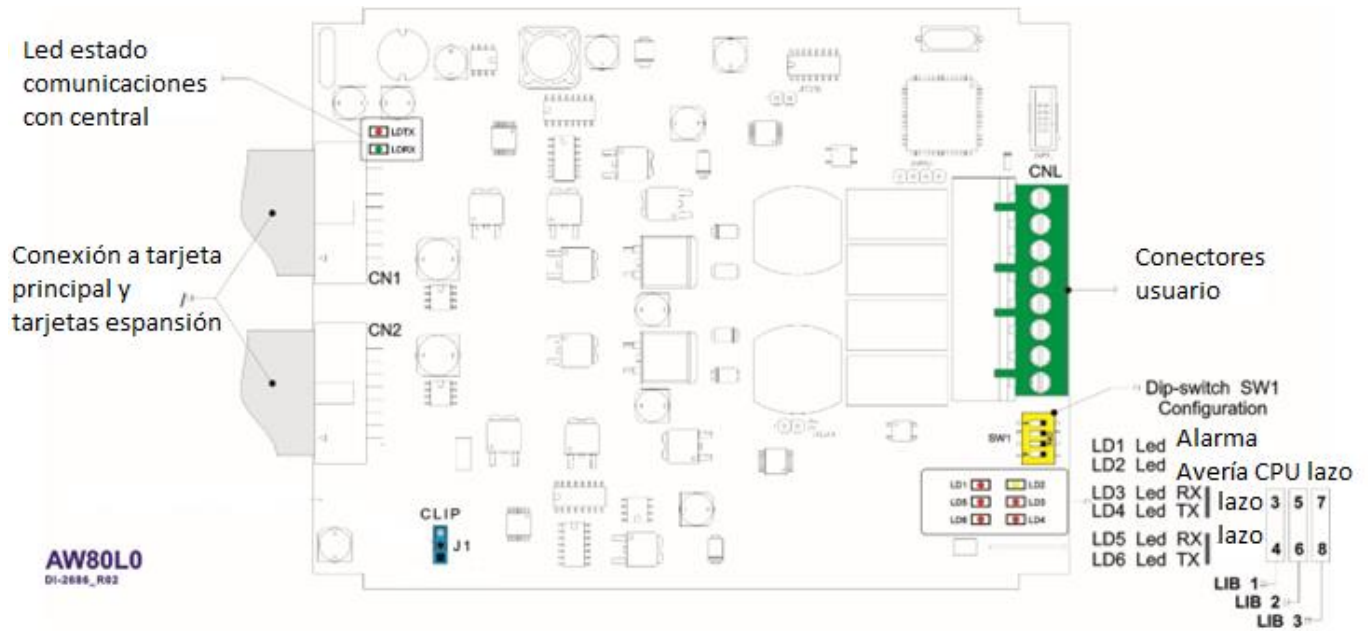 Led estado
comunicaciones
con central
LDTX
LDRX
CNL
Conexión a tarjeta
principal y
tarjetas espansión
CN1
CN2
Conectores
usuario
Dip-switch SW1
Configuration
SW1
LD1 Led Alarma
LD2 Led Avería CPU lazo
LD3 Led RX
LD4 Led TX
lazo 3 5 7
LD5 Led RX
LD6 Led TX
lazo 4 6 8
LD1 LD2
LD5 LD3
LD6 LD4
CLIP
J1
LIB 1
LIB 2
LIB 3
AW80L0
DI-2686_R02